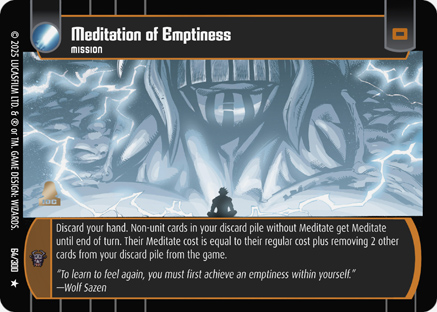 Meditation of Emptiness
MISSION
0
Discard your hand. Non-unit cards in your discard pile without Meditate get Meditate
until end of turn. Their Meditate cost is equal to their regular cost plus removing 2 other
cards from your discard pile from the game.
"To learn to feel again, you must first achieve an emptiness within yourself."
—Wolf Sazen
© 2025 LUCASFILM LTD. & ® or TM. GAME DESIGN: WIZARDS.
64/300